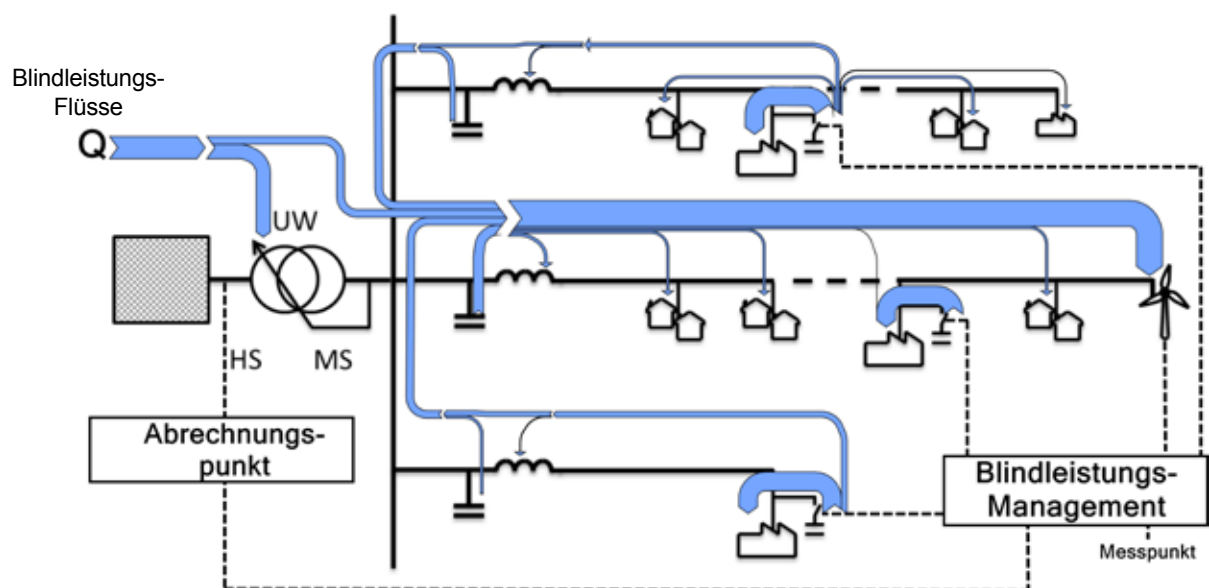 Blindleistungs-
Flüsse
Q
UW
HS
MS
Abrechnungs-
punkt
Blindleistungs-
Management
Messpunkt